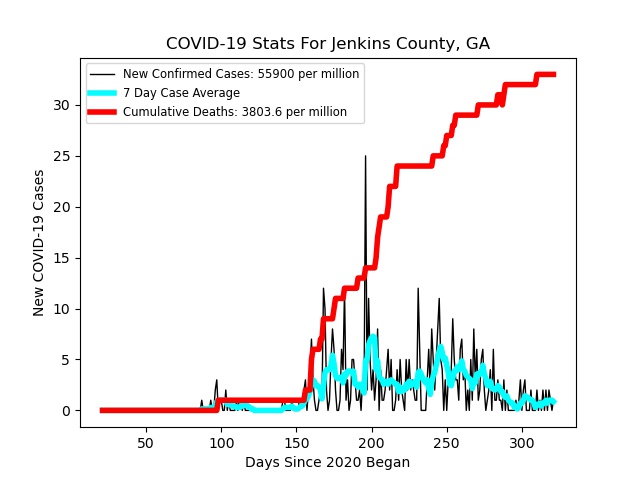 COVID-19 Stats For Jenkins County, GA
New Confirmed Cases: 55900 per million
7 Day Case Average
Cumulative Deaths: 3803.6 per million
New COVID-19 Cases
30
25
20
15
10
5
0
50
100
150
200
250
300
Days Since 2020 Began